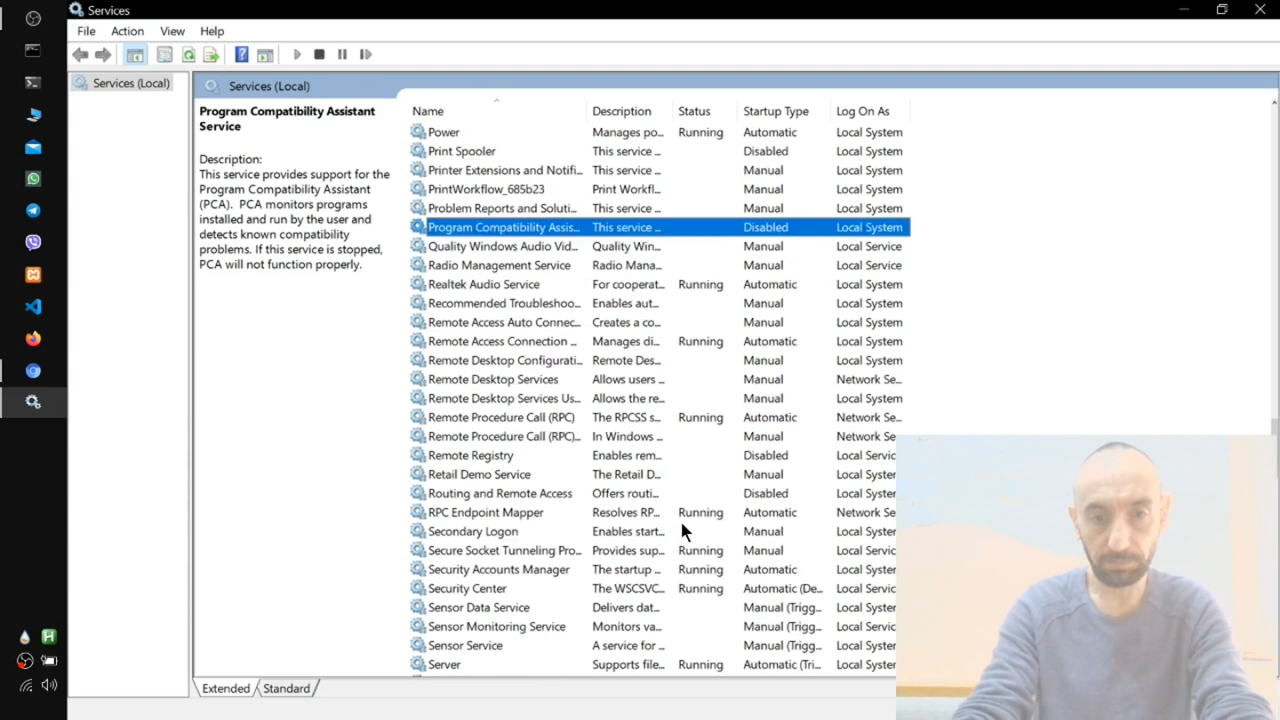 Services
File Action View Help
Services (Local)
Services (Local)
Program Compatibility Assistant
Service
Description:
This service provides support for the
Program Compatibility Assistant
(PCA). PCA monitors programs
installed and run by the user and
detects known compatibility
problems. If this service is stopped,
PCA will not function properly.
Name Description Status Startup Type Log On As
Power Manages po... Running Automatic Local System
Print Spooler This service ... Disabled Local System
Printer Extensions and Notifi... This service ... Manual Local System
PrintWorkflow_685b23 Print Workfl... Manual Local System
Problem Reports and Soluti... This service ... Manual Local System
Program Compatibility Assis... This service ... Disabled Local System
Quality Windows Audio Vid... Quality Win... Manual Local Service
Radio Management Service Radio Mana... Manual Local Service
Realtek Audio Service For cooperat... Running Automatic Local System
Recommended Troubleshoo... Enables aut... Manual Local System
Remote Access Auto Connec... Creates a co... Manual Local System
Remote Access Connection ... Manages di... Running Automatic Local System
Remote Desktop Configurati... Remote Des... Manual Local System
Remote Desktop Services Allows users ... Manual Network Se...
Remote Desktop Services Us... Allows the re... Manual Local System
Remote Procedure Call (RPC) The RPCSS s... Running Automatic Network Se...
Remote Procedure Call (RPC)... In Windows ... Manual Network Se
Remote Registry Enables rem... Disabled Local Servic
Retail Demo Service The Retail D... Manual Local Syster
Routing and Remote Access Offers routi... Disabled Local Syster
RPC Endpoint Mapper Resolves RP... Running Automatic Network Se
Secondary Logon Enables start... Manual Local Syster
Secure Socket Tunneling Pro... Provides sup... Running Manual Local Servic
Security Accounts Manager The startup ... Running Automatic Local Syster
Security Center The WSCSVC... Running Automatic (De... Local Servic
Sensor Data Service Delivers dat... Manual (Trigg... Local Syster
Sensor Monitoring Service Monitors va... Manual (Trigg... Local Servic
Sensor Service A service for ... Manual (Trigg... Local Syster
Server Supports file... Running Automatic (Tri... Local Syster
Extended Standard